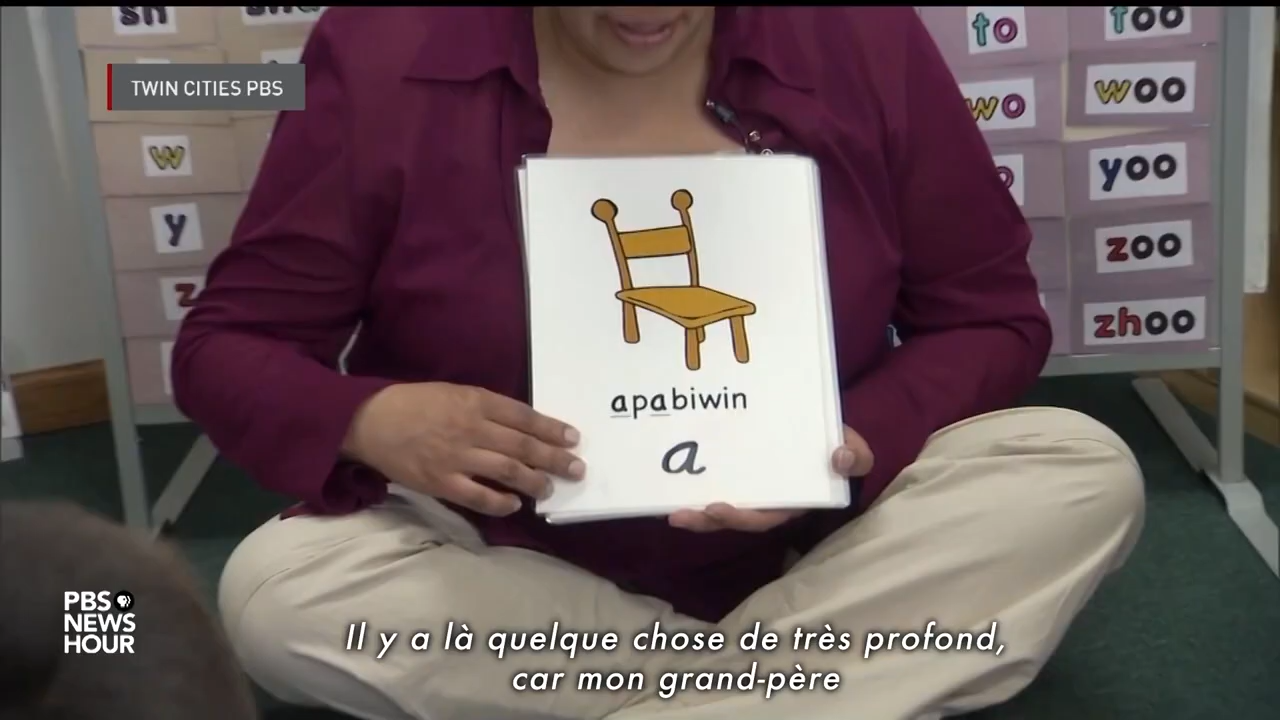 sh
to
too
TWIN CITIES PBS
wo
woo
w
yoo
y
zoo
z
zhoo
apabiwin
a
PBS
NEWS
HOUR
Il y a là quelque chose de très profond,
car mon grand-père